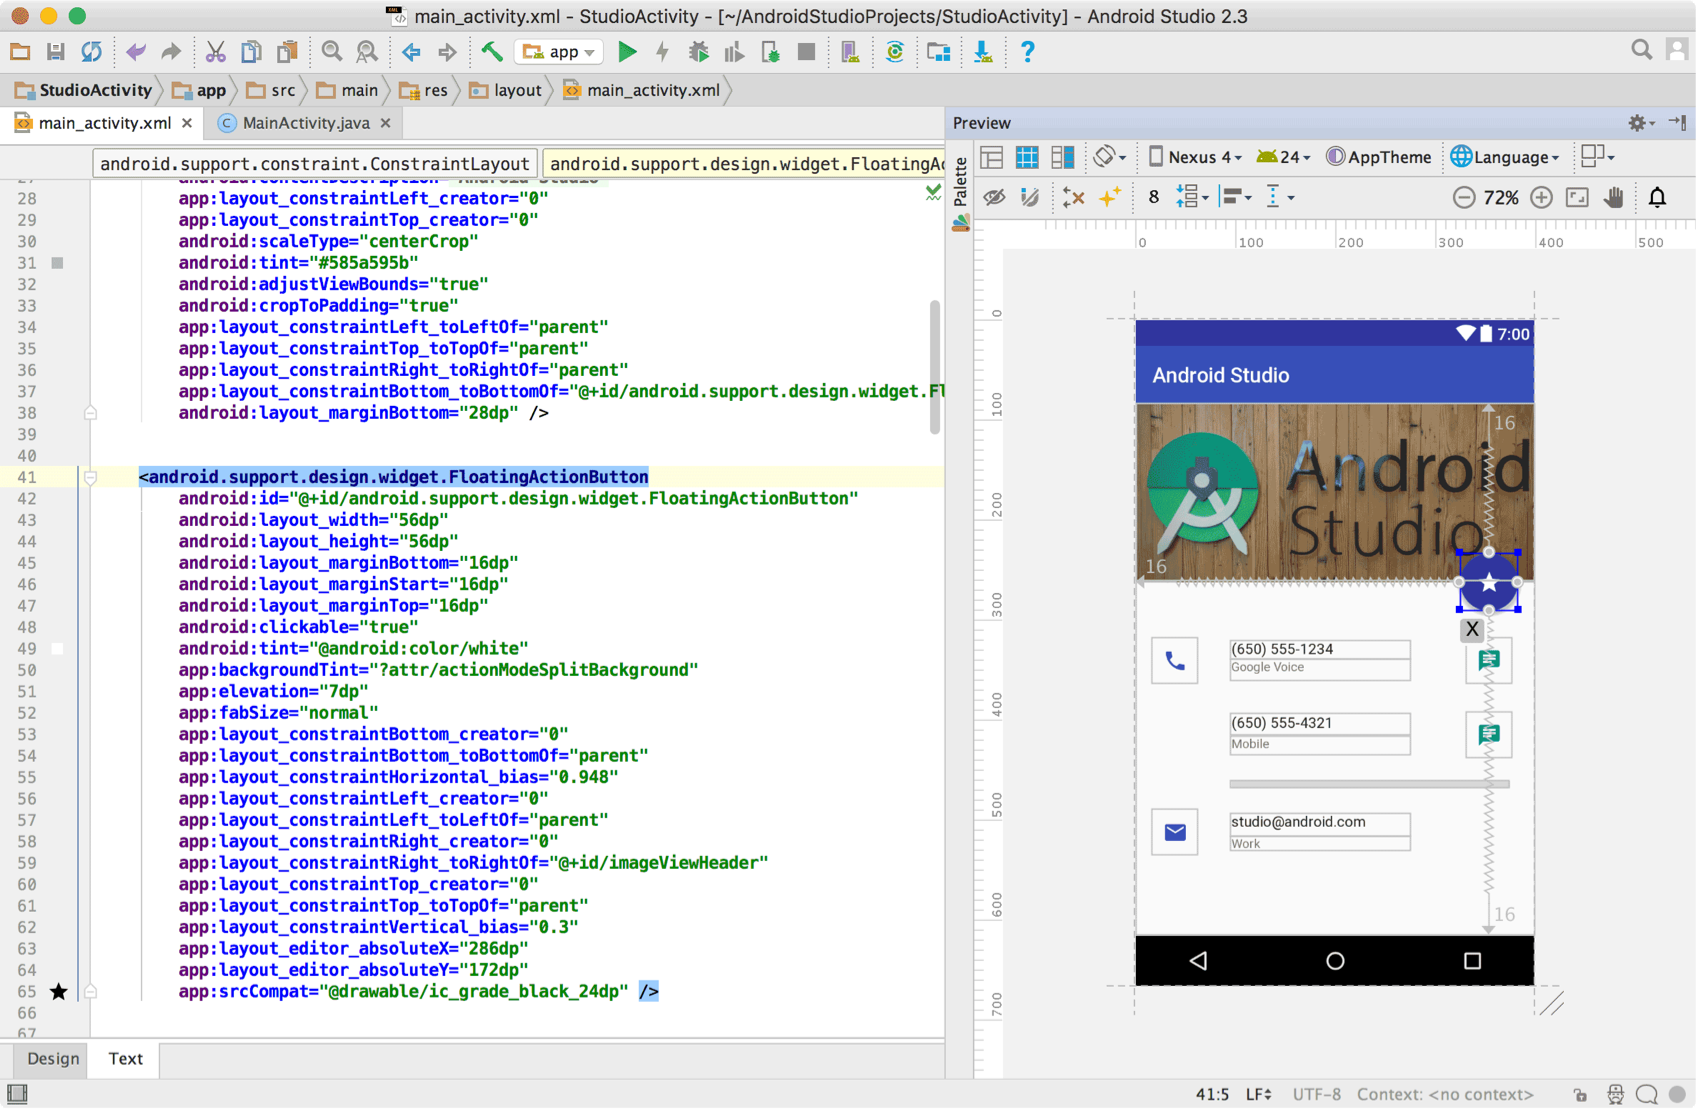 main_activity.xml - StudioActivity - [~/AndroidStudioProjects/StudioActivity] - Android Studio 2.3
app
StudioActivity app src main res layout main_activity.xml
main_activity.xml MainActivity.java
Preview
android.support.constraint.ConstraintLayout android.support.design.widget.FloatingAc
Palette
Nexus 4 24 AppTheme Language
8 72%
27 android:contentDescription="Android Studio"
28 app:layout_constraintLeft_creator="0"
29 app:layout_constraintTop_creator="0"
30 android:scaleType="centerCrop"
31 android:tint="#585a595b"
32 android:adjustViewBounds="true"
33 android:cropToPadding="true"
34 app:layout_constraintLeft_toLeftOf="parent"
35 app:layout_constraintTop_toTopOf="parent"
36 app:layout_constraintRight_toRightOf="parent"
37 app:layout_constraintBottom_toBottomOf="@+id/android.support.design.widget.Fl
38 android:layout_marginBottom="28dp" />
39
40
41 <android.support.design.widget.FloatingActionButton
42 android:id="@+id/android.support.design.widget.FloatingActionButton"
43 android:layout_width="56dp"
44 android:layout_height="56dp"
45 android:layout_marginBottom="16dp"
46 android:layout_marginStart="16dp"
47 android:layout_marginTop="16dp"
48 android:clickable="true"
49 android:tint="@android:color/white"
50 app:backgroundTint="?attr/actionModeSplitBackground"
51 app:elevation="7dp"
52 app:fabSize="normal"
53 app:layout_constraintBottom_creator="0"
54 app:layout_constraintBottom_toBottomOf="parent"
55 app:layout_constraintHorizontal_bias="0.948"
56 app:layout_constraintLeft_creator="0"
57 app:layout_constraintLeft_toLeftOf="parent"
58 app:layout_constraintRight_creator="0"
59 app:layout_constraintRight_toRightOf="@+id/imageViewHeader"
60 app:layout_constraintTop_creator="0"
61 app:layout_constraintTop_toTopOf="parent"
62 app:layout_constraintVertical_bias="0.3"
63 app:layout_editor_absoluteX="286dp"
64 app:layout_editor_absoluteY="172dp"
65 app:srcCompat="@drawable/ic_grade_black_24dp" />
66
67
0 100 200 300 400 500
0
100
200
300
400
500
600
700
7:00
Android Studio
16
Android
Studio
16
X
(650) 555-1234
Google Voice
(650) 555-4321
Mobile
studio@android.com
Work
16
Design Text
41:5 LF UTF-8 Context: <no context>